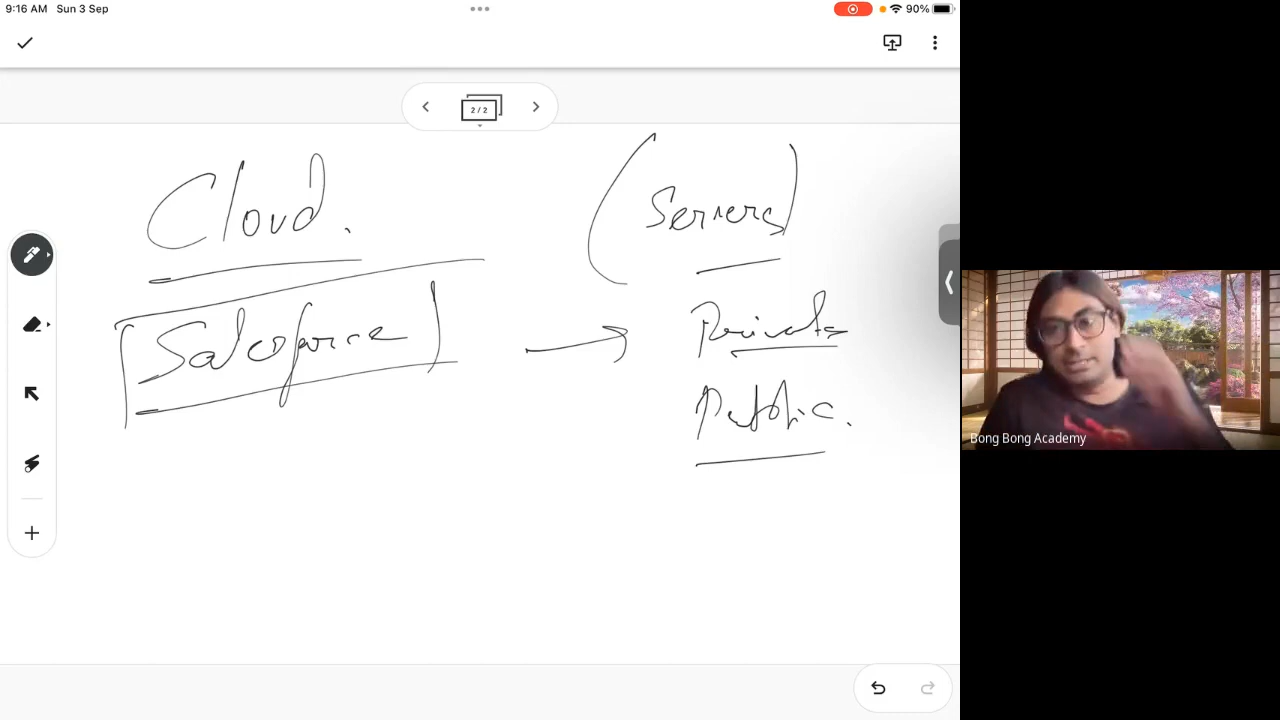 9:16 AM Sun 3 Sep
90%
2 / 2
Cloud.
(Servers)
Salesforce
Private
Public.
Bong Bong Academy